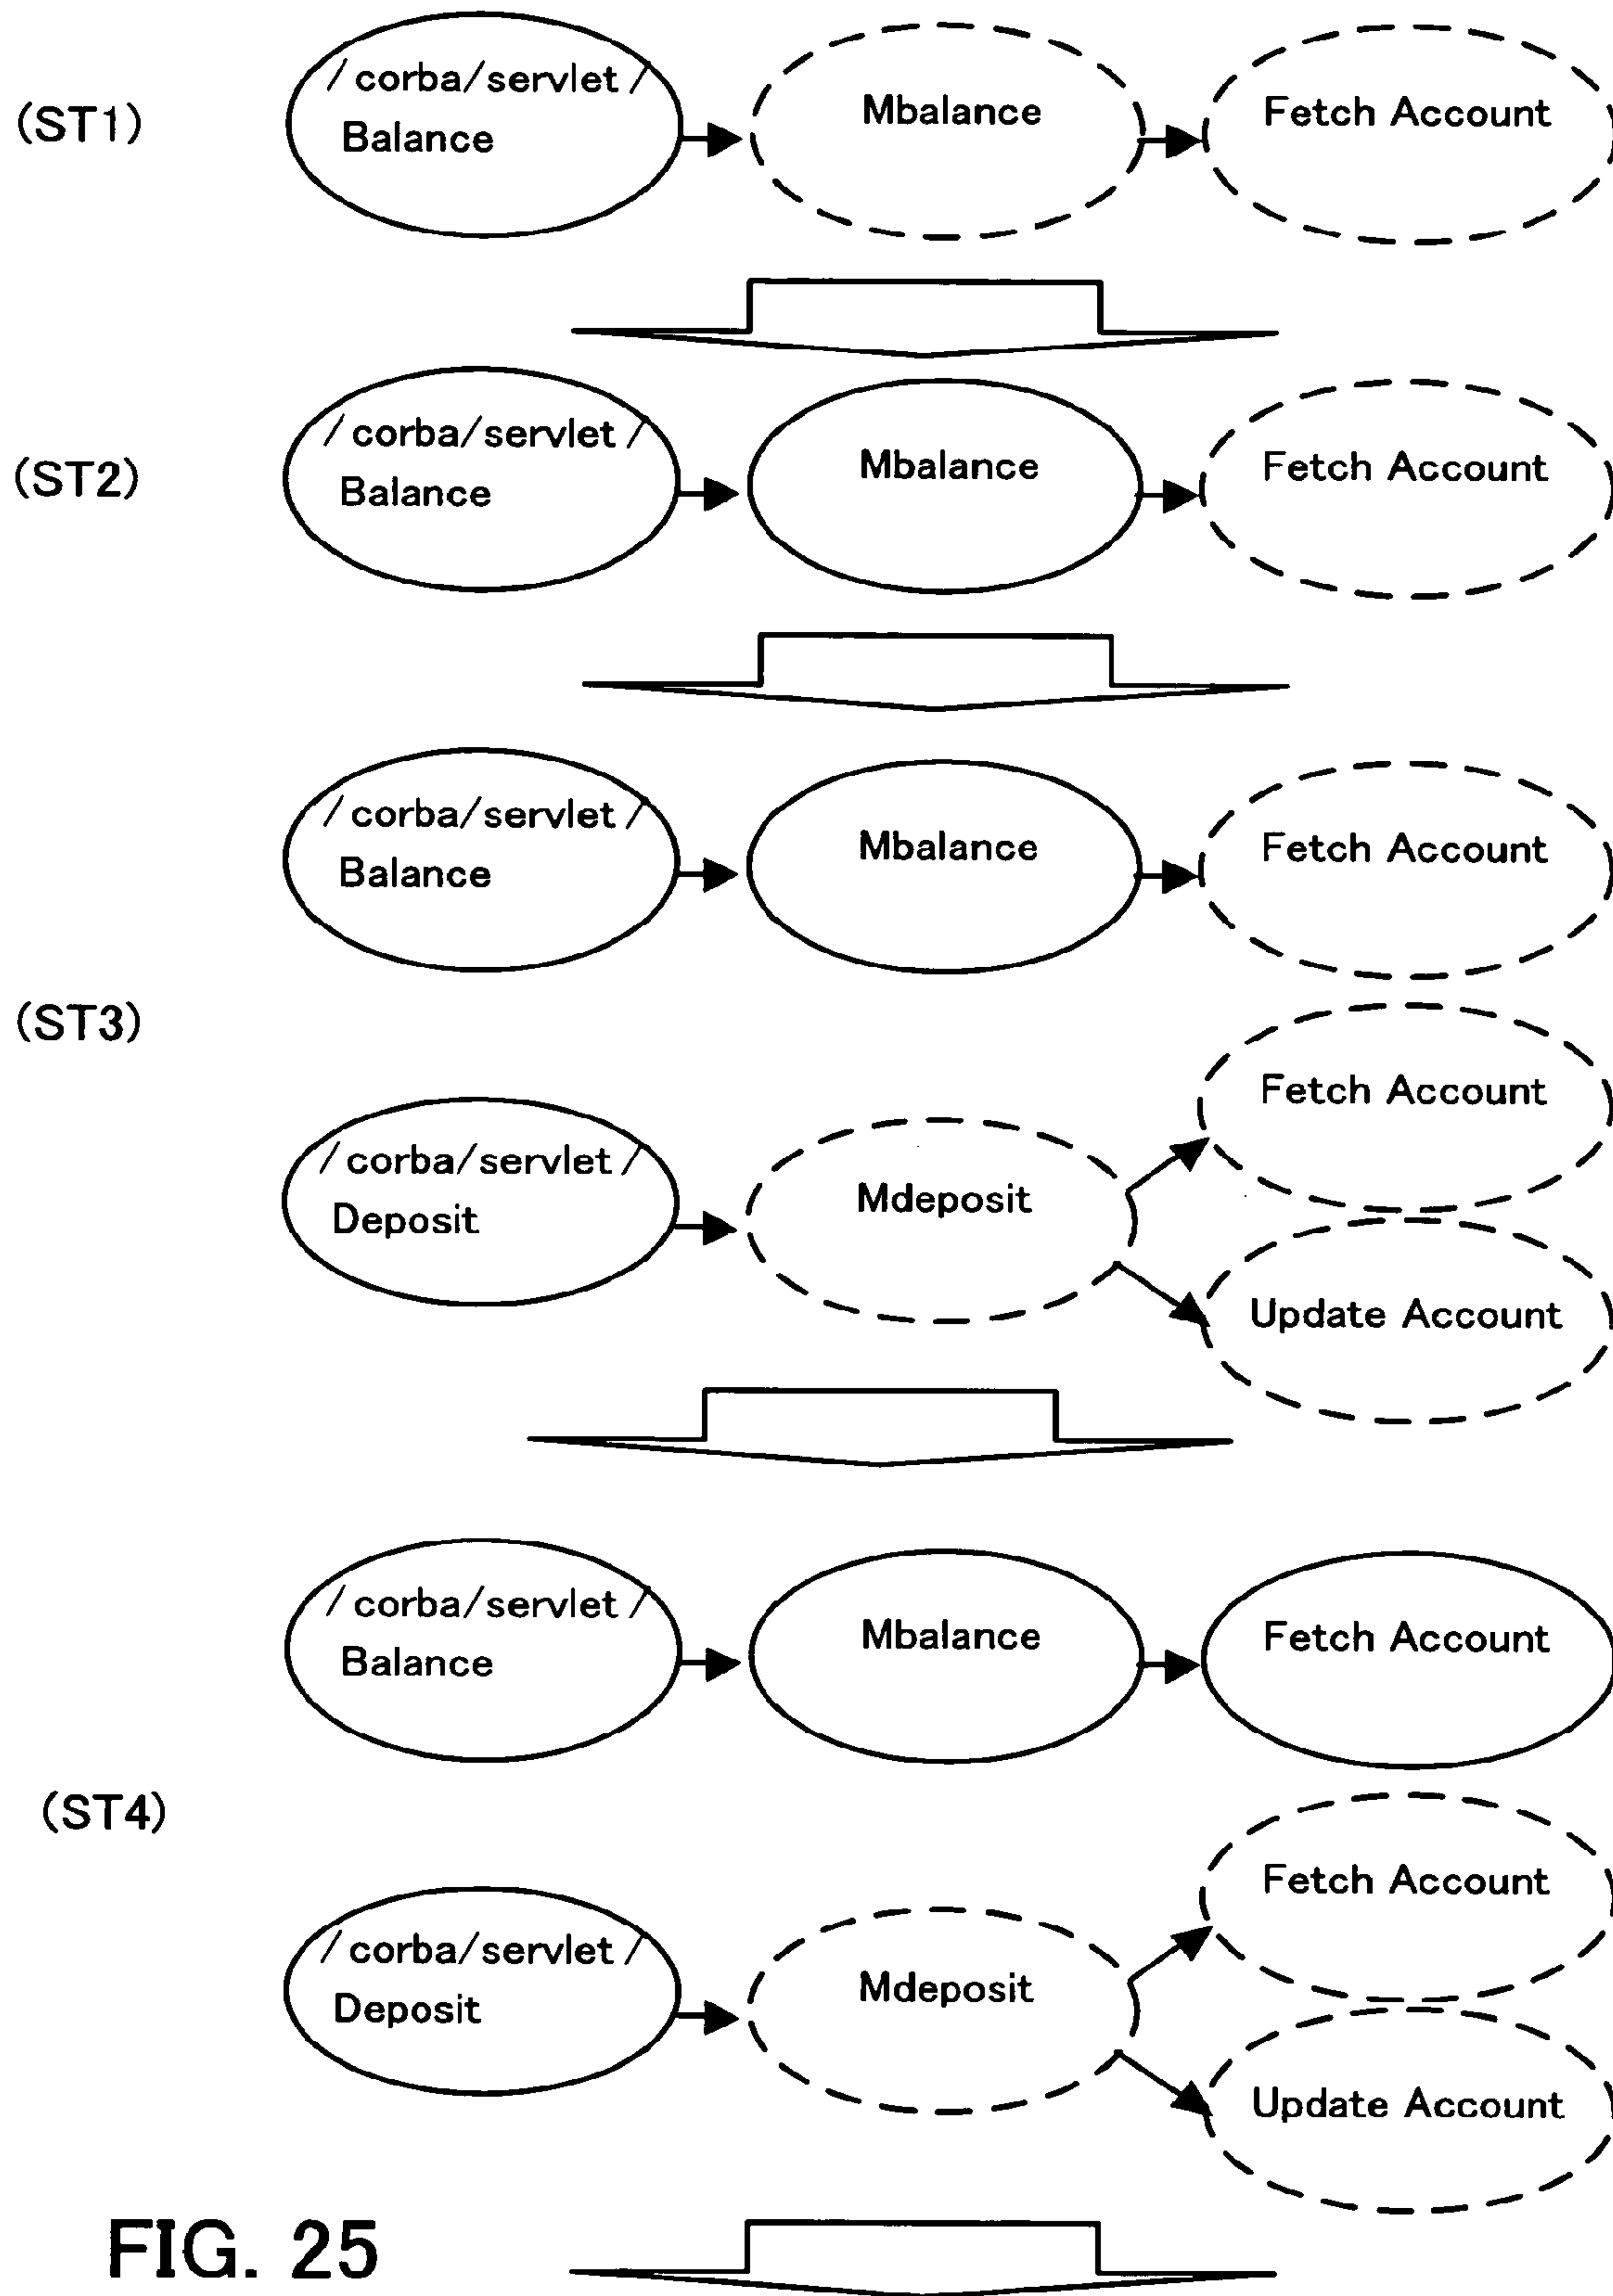 (ST1)
/corba/servlet/
Balance
Mbalance
Fetch Account
(ST2)
/corba/servlet/
Balance
Mbalance
Fetch Account
(ST3)
/corba/servlet/
Balance
Mbalance
Fetch Account
/corba/servlet/
Deposit
Mdeposit
Fetch Account
Update Account
(ST4)
/corba/servlet/
Balance
Mbalance
Fetch Account
/corba/servlet/
Deposit
Mdeposit
Fetch Account
Update Account
FIG. 25